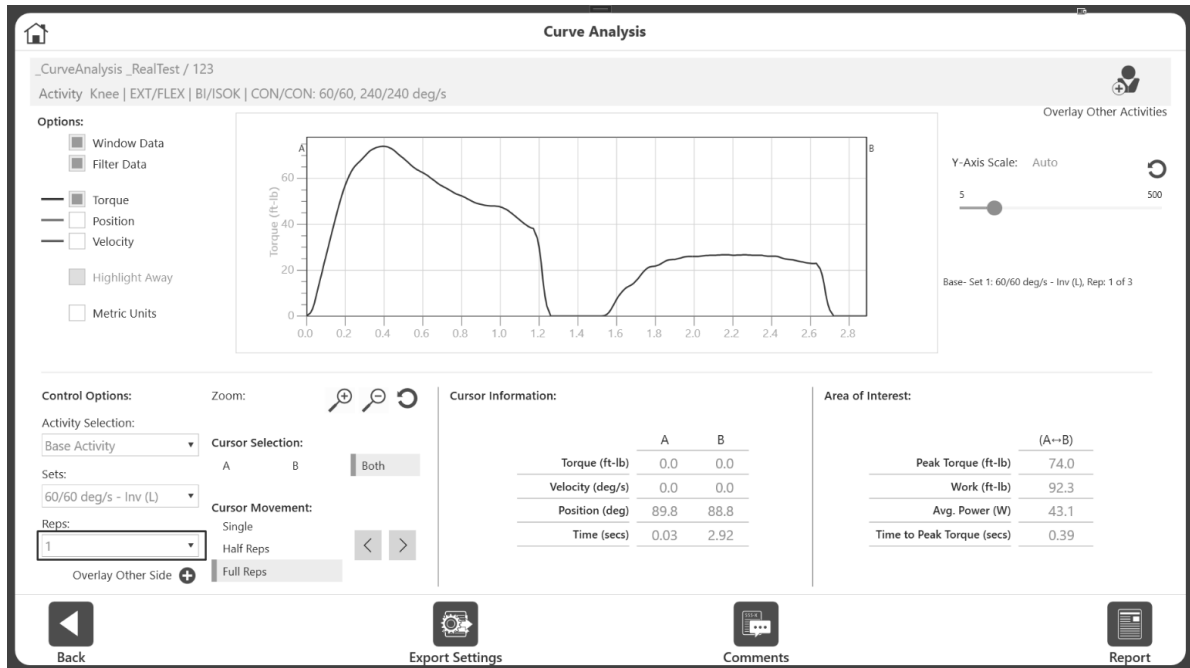 Curve Analysis
_CurveAnalysis _RealTest / 123
Activity Knee | EXT/FLEX | BI/ISOK | CON/CON: 60/60, 240/240 deg/s
Overlay Other Activities
Options:
Window Data
Filter Data
Torque
Position
Velocity
Highlight Away
Metric Units
A
B
Torque (ft-lb)
60
40
20
0
0.0 0.2 0.4 0.6 0.8 1.0 1.2 1.4 1.6 1.8 2.0 2.2 2.4 2.6 2.8
Y-Axis Scale: Auto
5 500
Base- Set 1: 60/60 deg/s - Inv (L), Rep: 1 of 3
Control Options:
Activity Selection:
Base Activity
Sets:
60/60 deg/s - Inv (L)
Reps:
1
Overlay Other Side
Zoom:
Cursor Selection:
A B Both
Cursor Movement:
Single
Half Reps
Full Reps
Cursor Information:
A B
Torque (ft-lb) 0.0 0.0
Velocity (deg/s) 0.0 0.0
Position (deg) 89.8 88.8
Time (secs) 0.03 2.92
Area of Interest:
(A↔B)
Peak Torque (ft-lb) 74.0
Work (ft-lb) 92.3
Avg. Power (W) 43.1
Time to Peak Torque (secs) 0.39
Back
Export Settings
Comments
Report